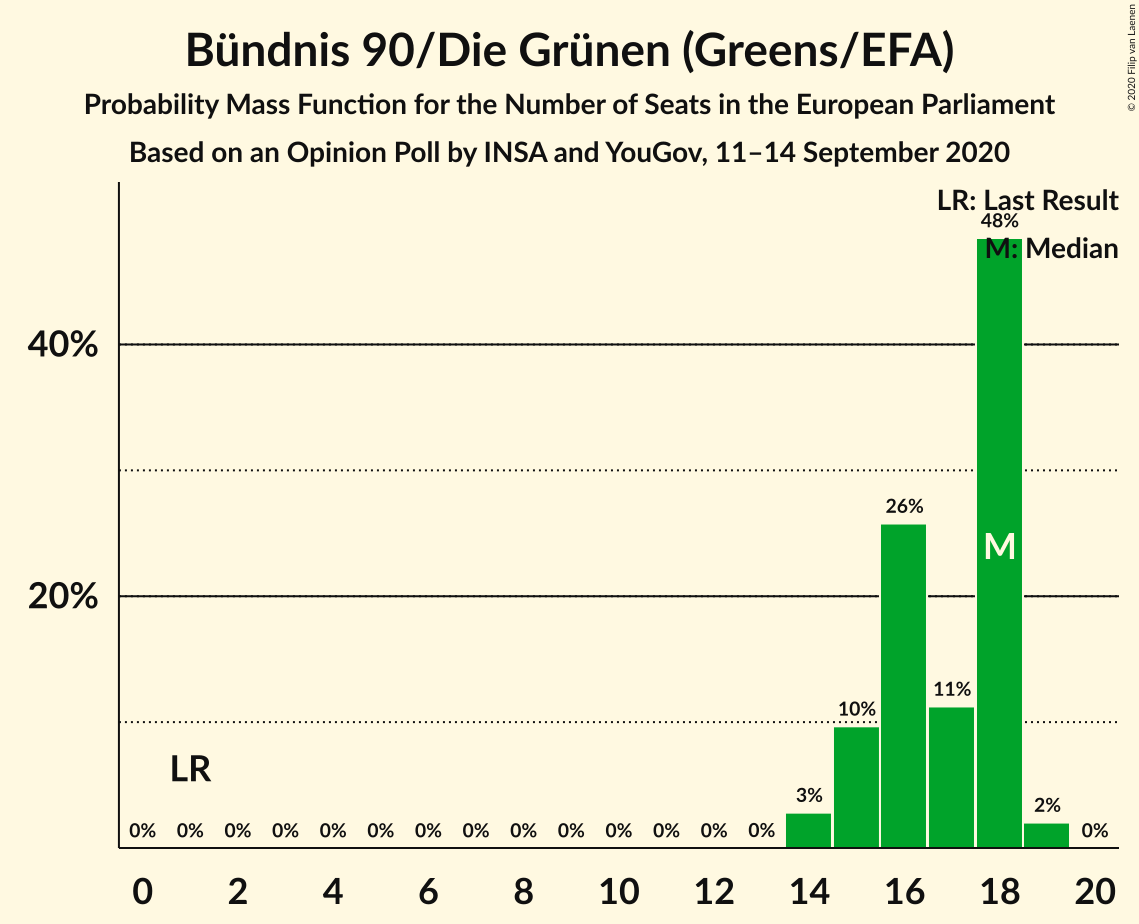 Bündnis 90/Die Grünen (Greens/EFA)
Probability Mass Function for the Number of Seats in the European Parliament
Based on an Opinion Poll by INSA and YouGov, 11–14 September 2020
© 2020 Filip van Laenen
LR: Last Result
M: Median
48%
40%
26%
M
20%
11%
10%
LR
3%
2%
0% 0% 0% 0% 0% 0% 0% 0% 0% 0% 0% 0% 0% 0% 0%
0 2 4 6 8 10 12 14 16 18 20